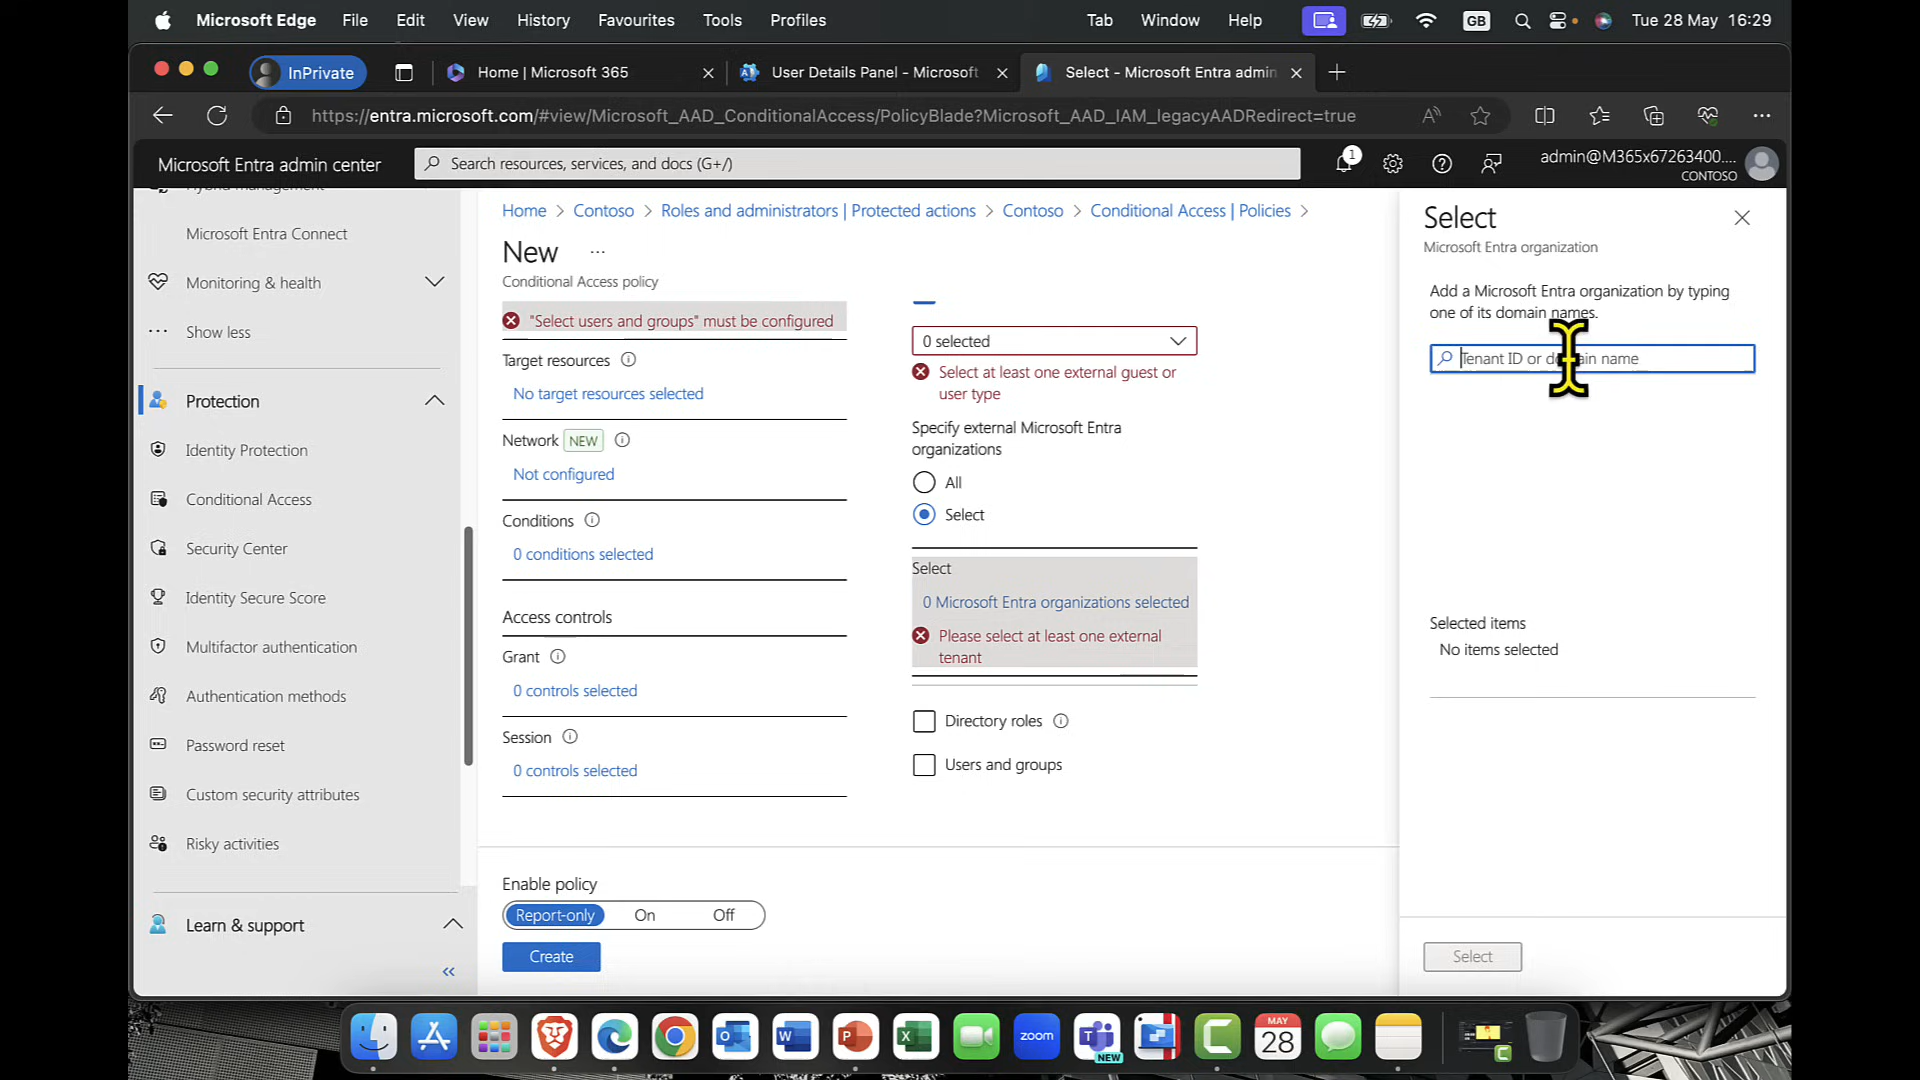 Microsoft Edge File Edit View History Favourites Tools Profiles Tab Window Help GB Tue 28 May 16:29
InPrivate
Home | Microsoft 365
User Details Panel - Microsoft
Select - Microsoft Entra admin
https://entra.microsoft.com/#view/Microsoft_AAD_ConditionalAccess/PolicyBlade?Microsoft_AAD_IAM_legacyAADRedirect=true
Microsoft Entra admin center
Search resources, services, and docs (G+/)
1
admin@M365x67263400....
CONTOSO
Hybrid management
Microsoft Entra Connect
Monitoring & health
Show less
Protection
Identity Protection
Conditional Access
Security Center
Identity Secure Score
Multifactor authentication
Authentication methods
Password reset
Custom security attributes
Risky activities
Learn & support
Home > Contoso > Roles and administrators | Protected actions > Contoso > Conditional Access | Policies >
New ...
Conditional Access policy
"Select users and groups" must be configured
Target resources
No target resources selected
Network NEW
Not configured
Conditions
0 conditions selected
Access controls
Grant
0 controls selected
Session
0 controls selected
0 selected
Select at least one external guest or
user type
Specify external Microsoft Entra
organizations
All
Select
Select
0 Microsoft Entra organizations selected
Please select at least one external
tenant
Directory roles
Users and groups
Enable policy
Report-only On Off
Create
Select
Microsoft Entra organization
Add a Microsoft Entra organization by typing
one of its domain names.
Tenant ID or domain name
Selected items
No items selected
Select
zoom
NEW
MAY
28